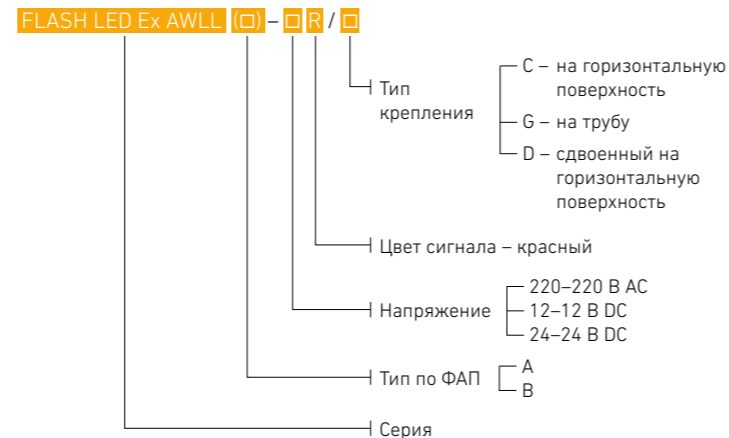 FLASH LED Ex AWLL (□) – □ R / □
Тип
крепления
C – на горизонтальную
поверхность
G – на трубу
D – сдвоенный на
горизонтальную
поверхность
Цвет сигнала – красный
Напряжение
220–220 В AC
12–12 В DC
24–24 В DC
Тип по ФАП
A
B
Серия